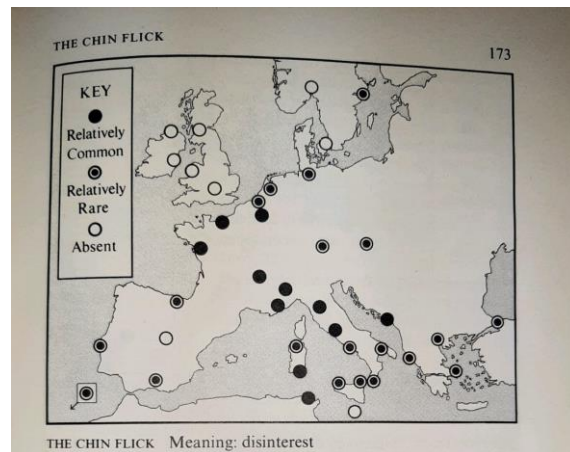 THE CHIN FLICK
173
KEY
Relatively
Common
Relatively
Rare
Absent
THE CHIN FLICK Meaning: disinterest